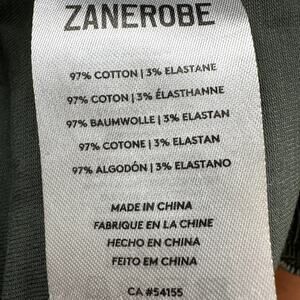 ZANEROBE
97% COTTON | 3% ELASTANE
97% COTON | 3% ÉLASTHANNE
97% BAUMWOLLE | 3% ELASTAN
97% COTONE | 3% ELASTAN
97% ALGODÓN | 3% ELASTANO
MADE IN CHINA
FABRIQUE EN LA CHINE
HECHO EN CHINA
FEITO EM CHINA
CA #54155